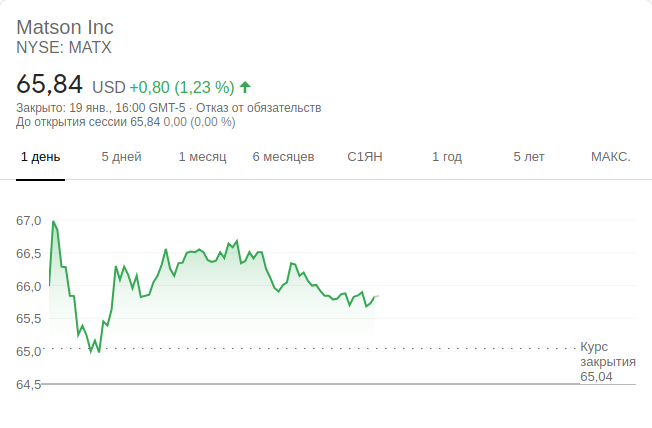 Matson Inc
NYSE: MATX
65,84 USD +0,80 (1,23 %)
Закрыто: 19 янв., 16:00 GMT-5 · Отказ от обязательств
До открытия сессии 65,84 0,00 (0,00 %)
1 день 5 дней 1 месяц 6 месяцев С1ЯН 1 год 5 лет МАКС.
67,0
66,5
66,0
65,5
65,0
Курс
закрытия
65,04
64,5